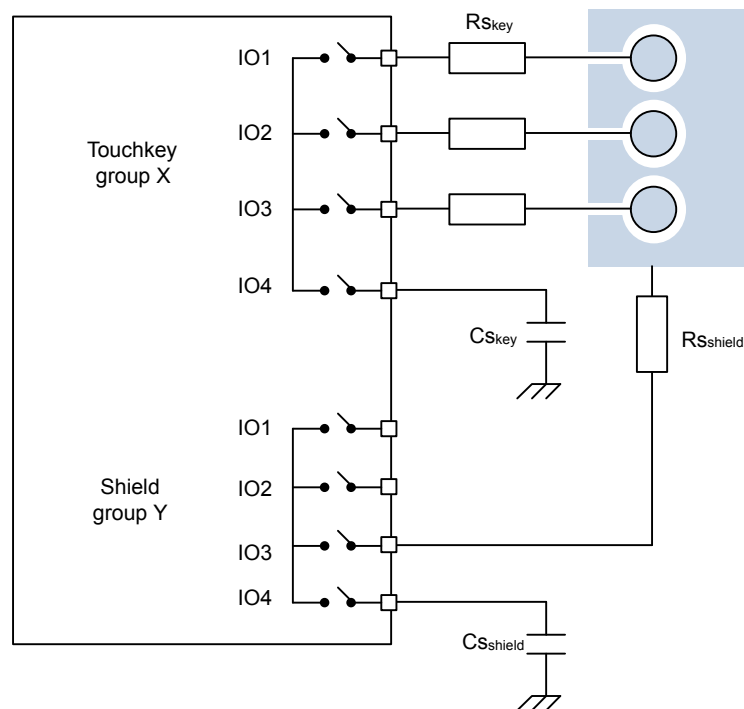 Rskey
IO1
IO2
Touchkey
group X
IO3
IO4
Cskey
Rsshield
IO1
Shield
group Y
IO2
IO3
IO4
Csshield